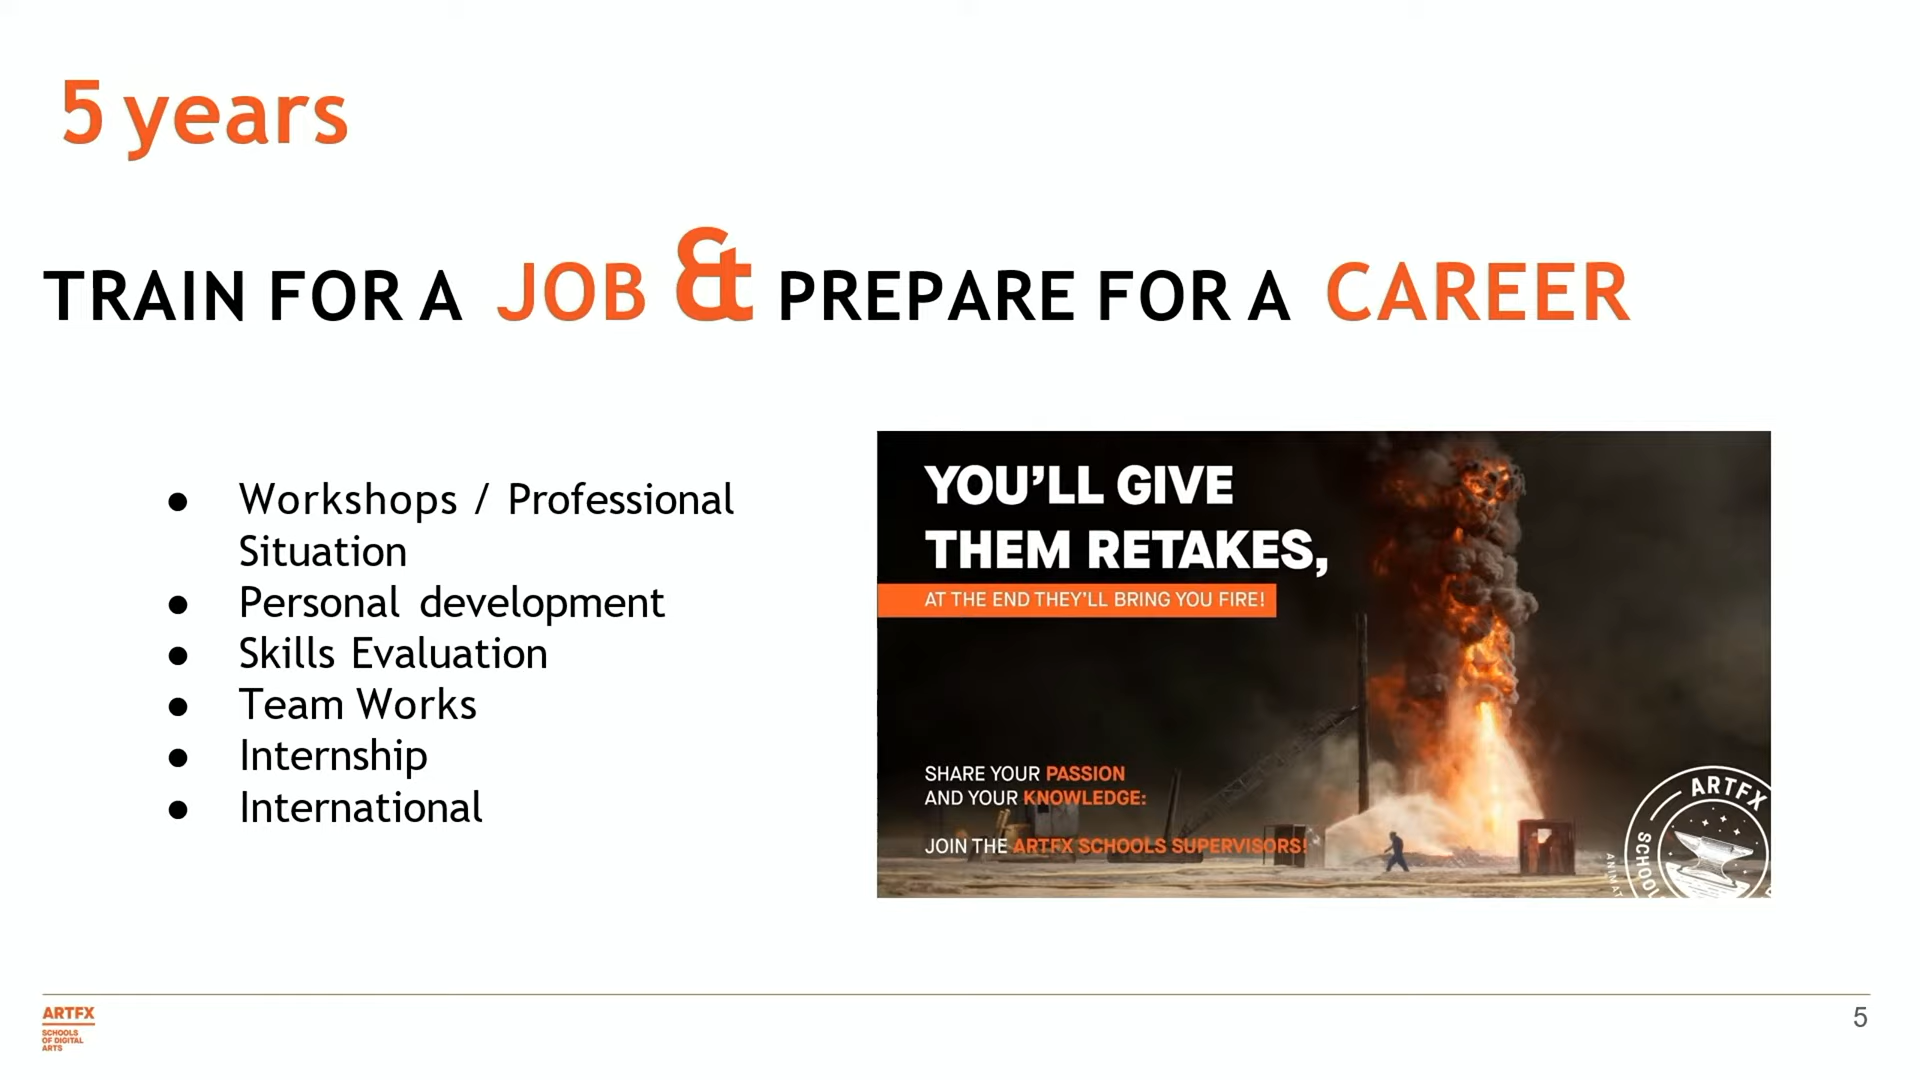 5 years
TRAIN FOR A JOB & PREPARE FOR A CAREER
● Workshops / Professional
Situation
● Personal development
● Skills Evaluation
● Team Works
● Internship
● International
YOU'LL GIVE
THEM RETAKES,
AT THE END THEY'LL BRING YOU FIRE!
SHARE YOUR PASSION
AND YOUR KNOWLEDGE:
JOIN THE ARTFX SCHOOLS SUPERVISORS!
ARTFX
ARTFX
SCHOOLS
OF DIGITAL
ARTS
5